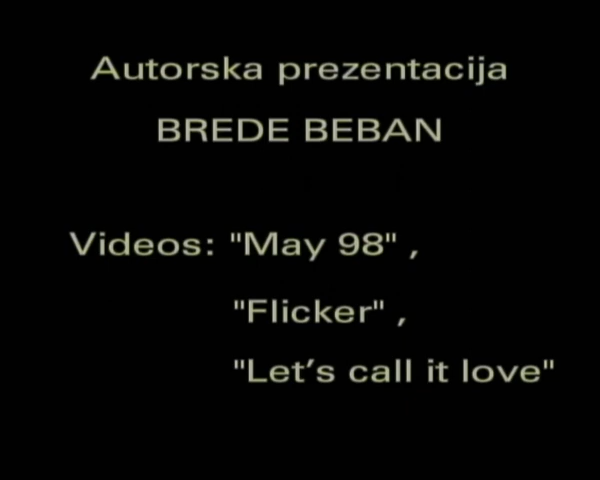 Autorska prezentacija
BREDE BEBAN
Videos: "May 98" ,
"Flicker" ,
"Let's call it love"